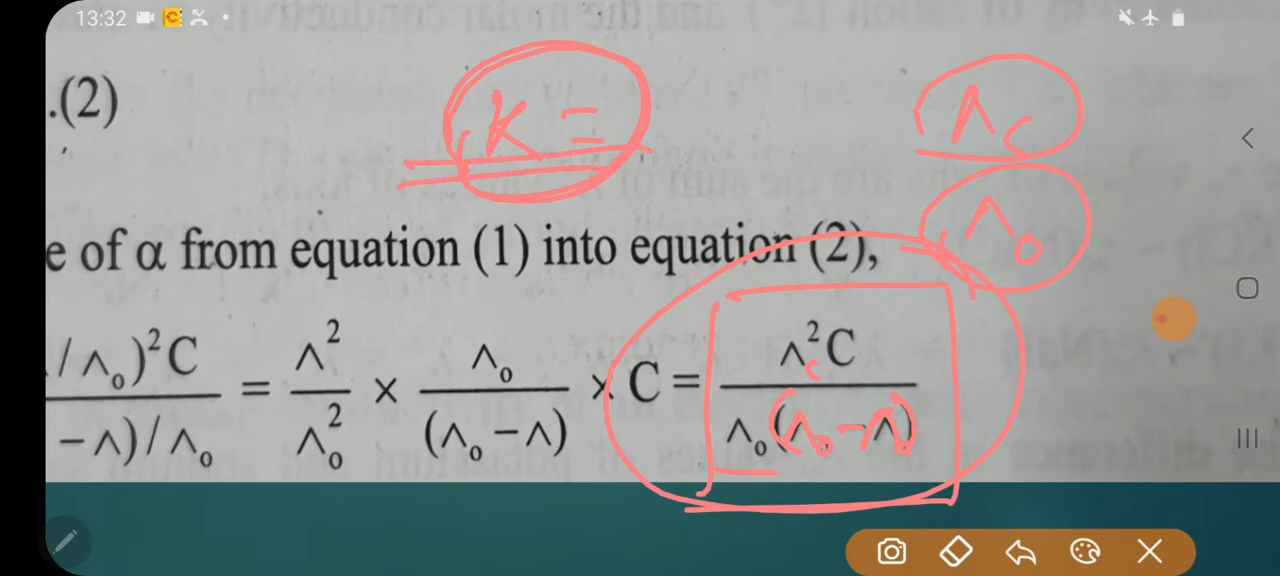 13:32
.(2)
K =
Λc
Λo
e of α from equation (1) into equation (2),
/Λₒ)²C / −Λ)/Λₒ = Λ²/Λₒ² × Λₒ/(Λₒ−Λ) × C = Λc²C/Λₒ(Λₒ−Λ)